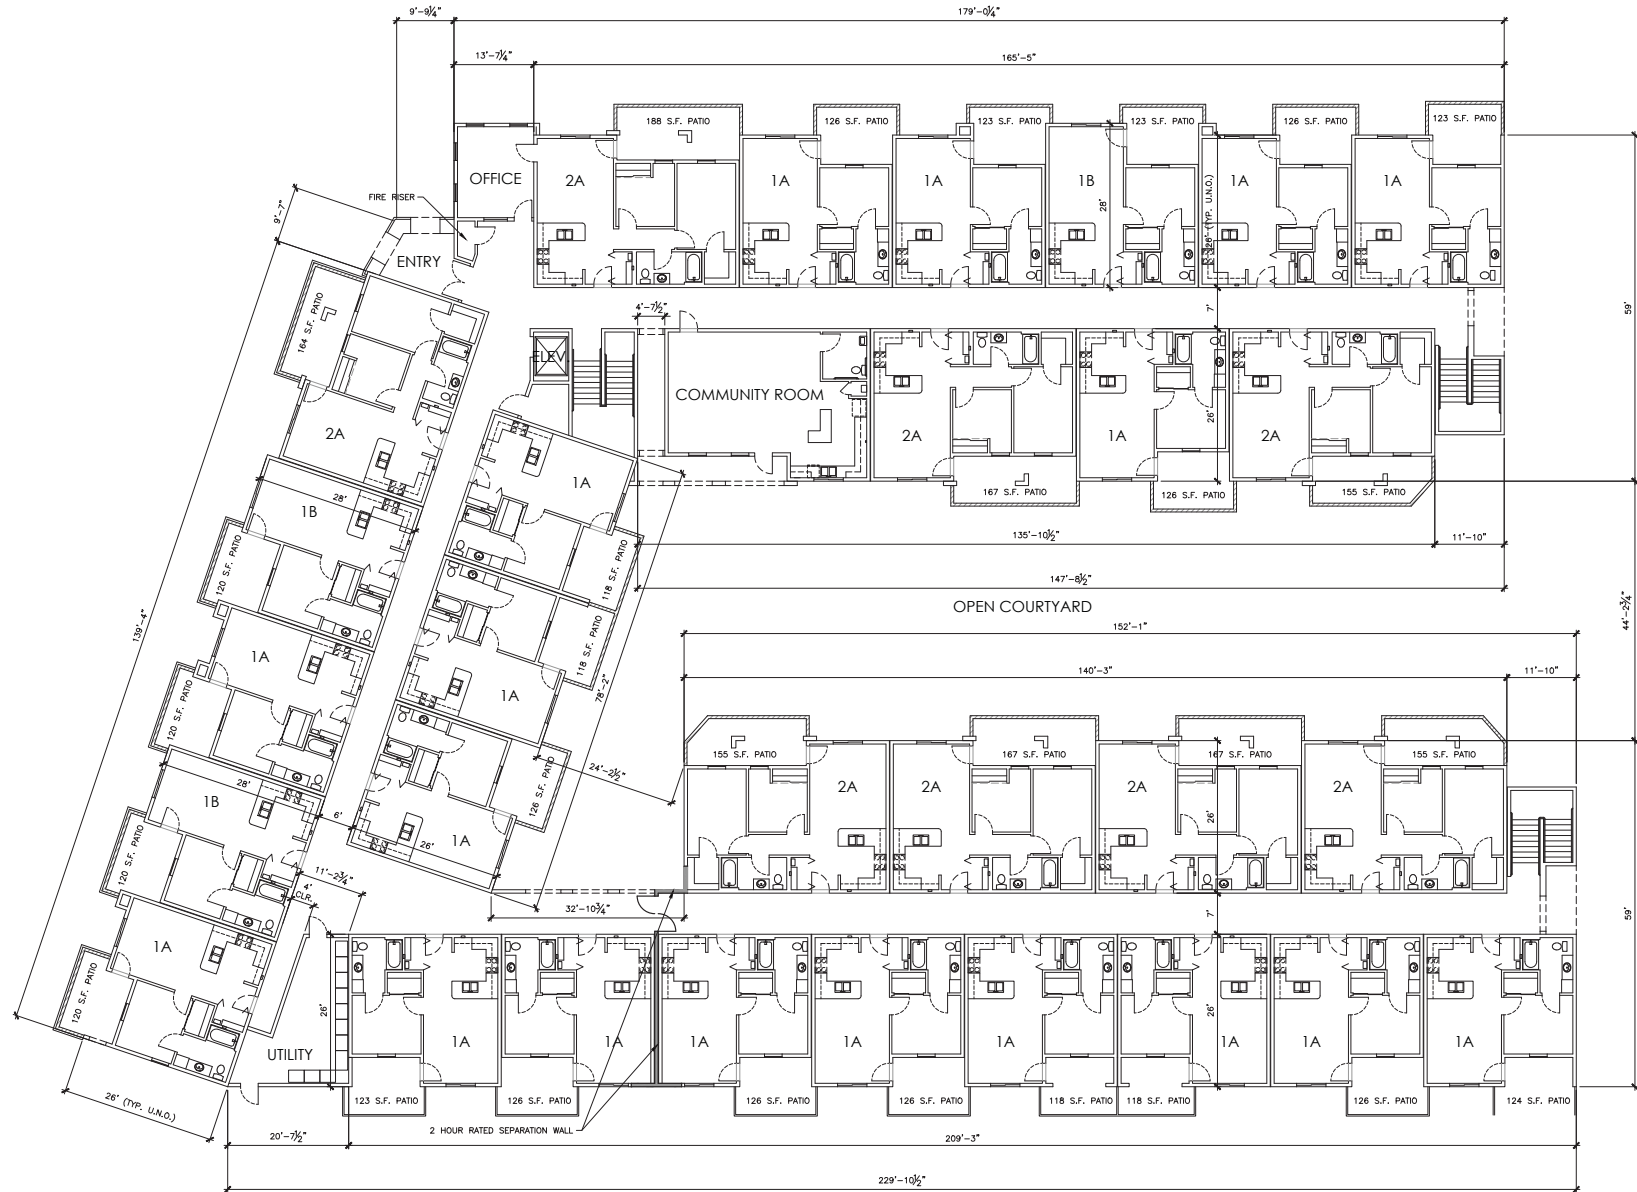 9'-9¼"
179'-0¼"
13'-7¼"
165'-5"
188 S.F. PATIO
126 S.F. PATIO
123 S.F. PATIO
123 S.F. PATIO
126 S.F. PATIO
123 S.F. PATIO
OFFICE
2A
1A
1A
1B
1A
1A
28'
26' (TYP. U.N.O.)
FIRE RISER
9'-7"
ENTRY
59'
7'
4'-7½"
164 S.F. PATIO
ELEV
COMMUNITY ROOM
2A
1A
2A
26'
2A
1A
167 S.F. PATIO
126 S.F. PATIO
155 S.F. PATIO
28'
1B
120 S.F. PATIO
118 S.F. PATIO
135'-10½"
11'-10"
147'-8½"
OPEN COURTYARD
44'-2¾"
139'-4"
152'-1"
1A
118 S.F. PATIO
140'-3"
11'-10"
120 S.F. PATIO
1A
78'-2"
155 S.F. PATIO
167 S.F. PATIO
167 S.F. PATIO
155 S.F. PATIO
24'-2½"
126 S.F. PATIO
28'
1B
2A
2A
2A
2A
6'
26'
26'
1A
120 S.F. PATIO
11'-2¾"
4'
CLR.
32'-10¾"
7'
59'
1A
120 S.F. PATIO
26'
26'
UTILITY
1A
1A
1A
1A
1A
1A
1A
1A
26' (TYP. U.N.O.)
123 S.F. PATIO
126 S.F. PATIO
126 S.F. PATIO
126 S.F. PATIO
118 S.F. PATIO
118 S.F. PATIO
126 S.F. PATIO
124 S.F. PATIO
2 HOUR RATED SEPARATION WALL
20'-7½"
209'-3"
229'-10½"